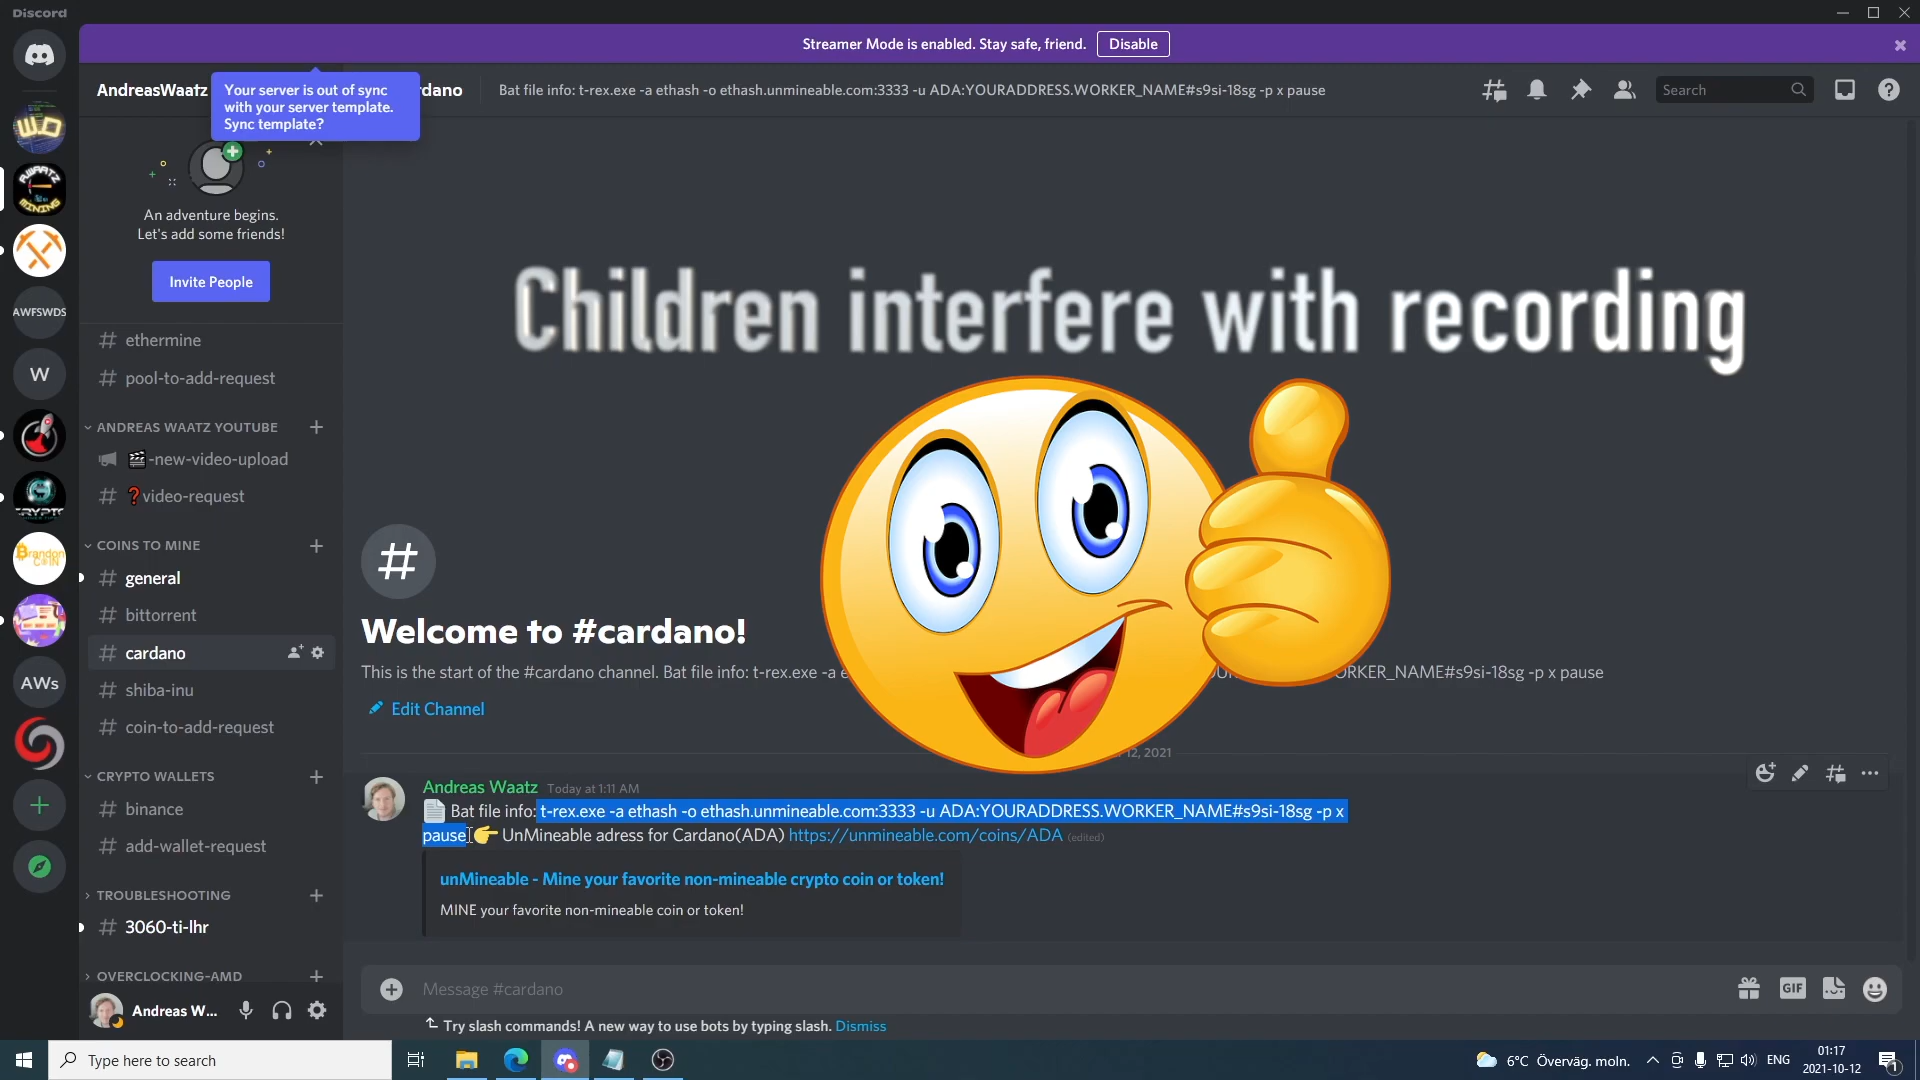 Discord
Streamer Mode is enabled. Stay safe, friend.
Disable
AndreasWaatz
Your server is out of sync
with your server template.
Sync template?
rdano
Bat file info: t-rex.exe -a ethash -o ethash.unmineable.com:3333 -u ADA:YOURADDRESS.WORKER_NAME#s9si-18sg -p x pause
Search
WD
AWAATZ
MINING
An adventure begins.
Let's add some friends!
Invite People
Children interfere with recording
AWFSWDS
W
# ethermine
# pool-to-add-request
ANDREAS WAATZ YOUTUBE
🎬-new-video-upload
# ❓video-request
CRYPTO
COINS TO MINE
Brandon
COIN
# general
# bittorrent
# cardano
# shiba-inu
# coin-to-add-request
AWs
CRYPTO WALLETS
# binance
# add-wallet-request
TROUBLESHOOTING
# 3060-ti-lhr
OVERCLOCKING-AMD
Andreas W...
#
Welcome to #cardano!
This is the start of the #cardano channel. Bat file info: t-rex.exe -a e
RKER_NAME#s9si-18sg -p x pause
Edit Channel
12, 2021
Andreas Waatz Today at 1:11 AM
📄 Bat file info: t-rex.exe -a ethash -o ethash.unmineable.com:3333 -u ADA:YOURADDRESS.WORKER_NAME#s9si-18sg -p x
pause 👉 UnMineable adress for Cardano(ADA) https://unmineable.com/coins/ADA (edited)
unMineable - Mine your favorite non-mineable crypto coin or token!
MINE your favorite non-mineable coin or token!
Message #cardano
GIF
Try slash commands! A new way to use bots by typing slash. Dismiss
Type here to search
6°C Överväg. moln.
ENG
01:17
2021-10-12
1